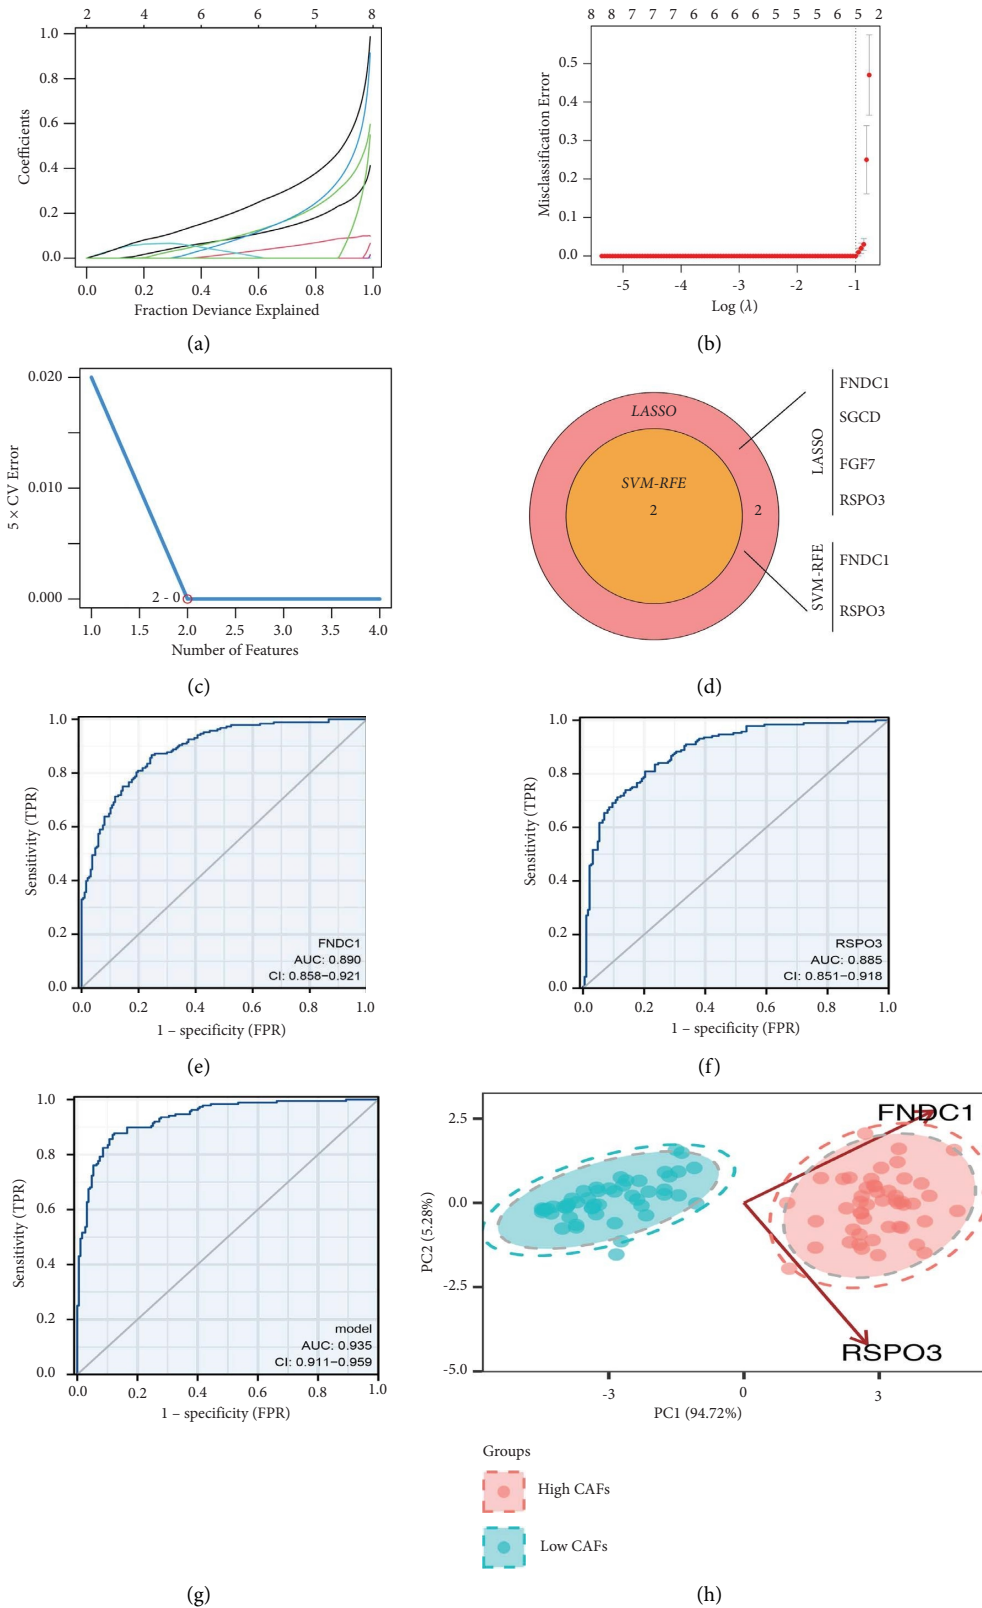 2 4 6 6 5 8
1.0
0.8
0.6
0.4
0.2
0.0
Coefficients
0.0 0.2 0.4 0.6 0.8 1.0
Fraction Deviance Explained
(a)
8 8 7 7 7 6 6 6 5 5 5 6 5 2
0.5
0.4
0.3
0.2
0.1
0.0
Misclassification Error
-5 -4 -3 -2 -1
Log (λ)
(b)
0.020
0.010
0.000
5 × CV Error
2 - 0
1.0 1.5 2.0 2.5 3.0 3.5 4.0
Number of Features
(c)
LASSO
SVM-RFE
2
2
LASSO
FNDC1
SGCD
FGF7
RSPO3
SVM-RFE
FNDC1
RSPO3
(d)
1.0
0.8
0.6
0.4
0.2
0.0
Sensitivity (TPR)
FNDC1
AUC: 0.890
CI: 0.858–0.921
0.0 0.2 0.4 0.6 0.8 1.0
1 – specificity (FPR)
(e)
1.0
0.8
0.6
0.4
0.2
0.0
Sensitivity (TPR)
RSPO3
AUC: 0.885
CI: 0.851–0.918
0.0 0.2 0.4 0.6 0.8 1.0
1 – specificity (FPR)
(f)
1.0
0.8
0.6
0.4
0.2
0.0
Sensitivity (TPR)
model
AUC: 0.935
CI: 0.911–0.959
0.0 0.2 0.4 0.6 0.8 1.0
1 – specificity (FPR)
(g)
2.5
0.0
-2.5
-5.0
PC2 (5.28%)
FNDC1
RSPO3
-3 0 3
PC1 (94.72%)
Groups
High CAFs
Low CAFs
(h)